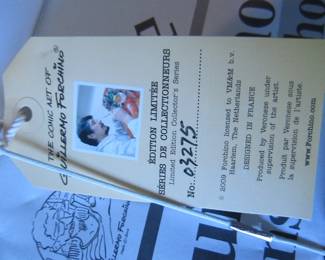 THE COMIC ART OF
GUILLERMO FORCHINO
ÉDITION LIMITÉE
SÉRIES DE COLLECTIONEURS
Limited Edition Collector's Series
No: 03275
© 2009 Forchino licensed to VM&M b.v.
Haarlem, The Netherlands
DESIGNED IN FRANCE
Produced by Veronese under
supervision of the artist.
Produit par Veronese sous
la supervision de l'artiste.
www.Forchino.com